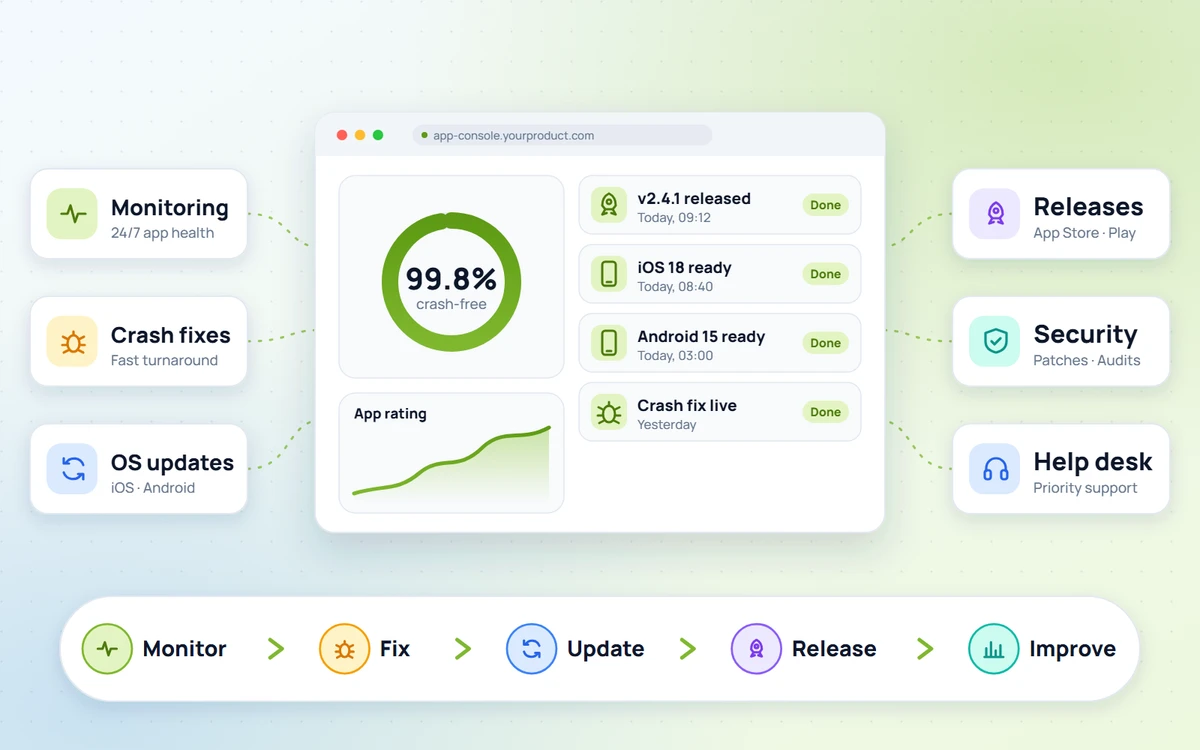 app-console.yourproduct.com
Monitoring
24/7 app health
Crash fixes
Fast turnaround
OS updates
iOS · Android
99.8%
crash-free
App rating
v2.4.1 released
Today, 09:12
Done
iOS 18 ready
Today, 08:40
Done
Android 15 ready
Today, 03:00
Done
Crash fix live
Yesterday
Done
Releases
App Store · Play
Security
Patches · Audits
Help desk
Priority support
Monitor
Fix
Update
Release
Improve